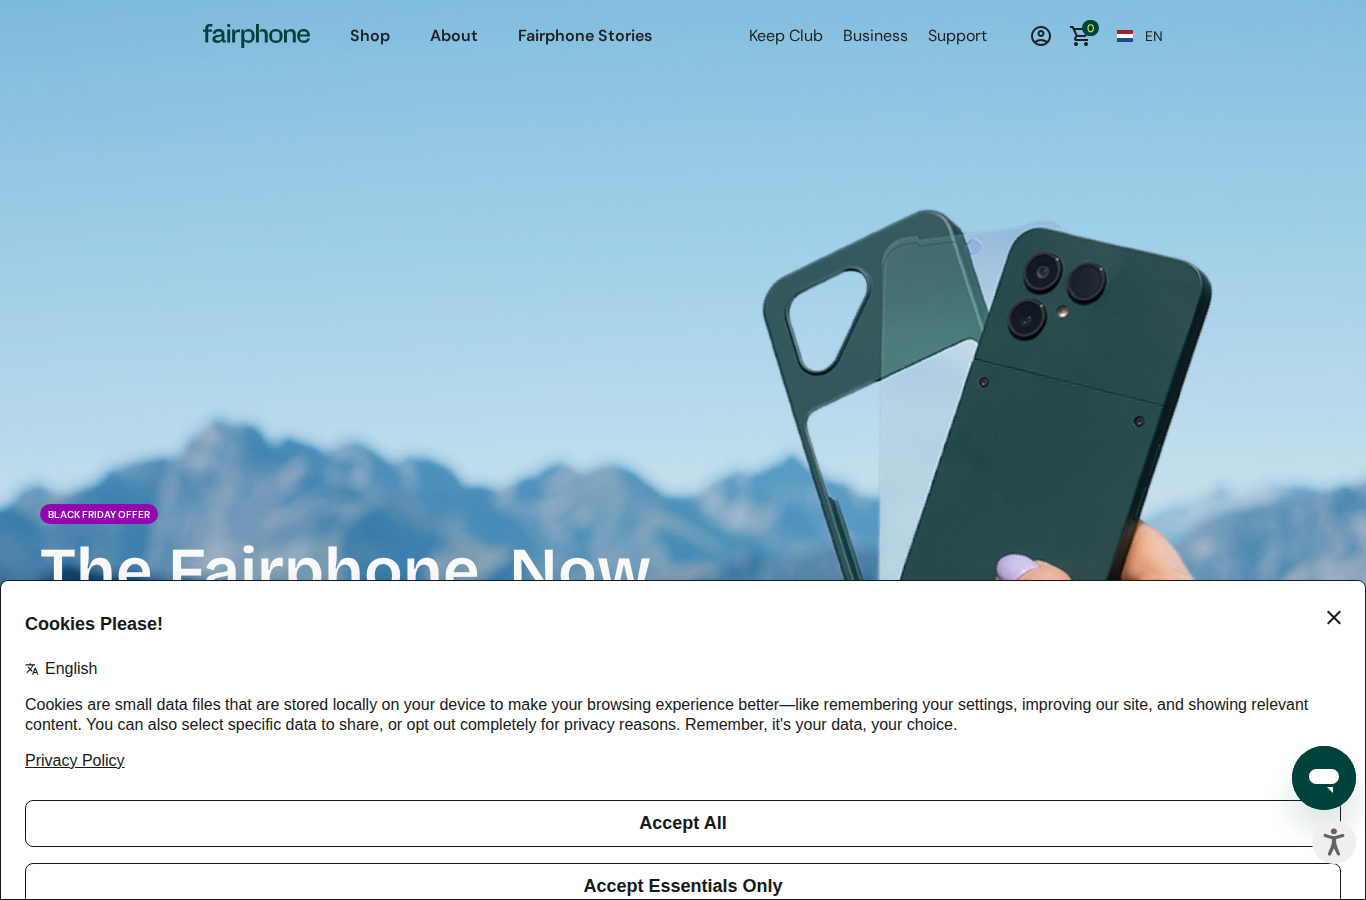 fairphone
Shop
About
Fairphone Stories
Keep Club
Business
Support
0
EN
BLACK FRIDAY OFFER
The Fairphone. Now
Cookies Please!
English
Cookies are small data files that are stored locally on your device to make your browsing experience better—like remembering your settings, improving our site, and showing relevant
content. You can also select specific data to share, or opt out completely for privacy reasons. Remember, it's your data, your choice.
Privacy Policy
Accept All
Accept Essentials Only